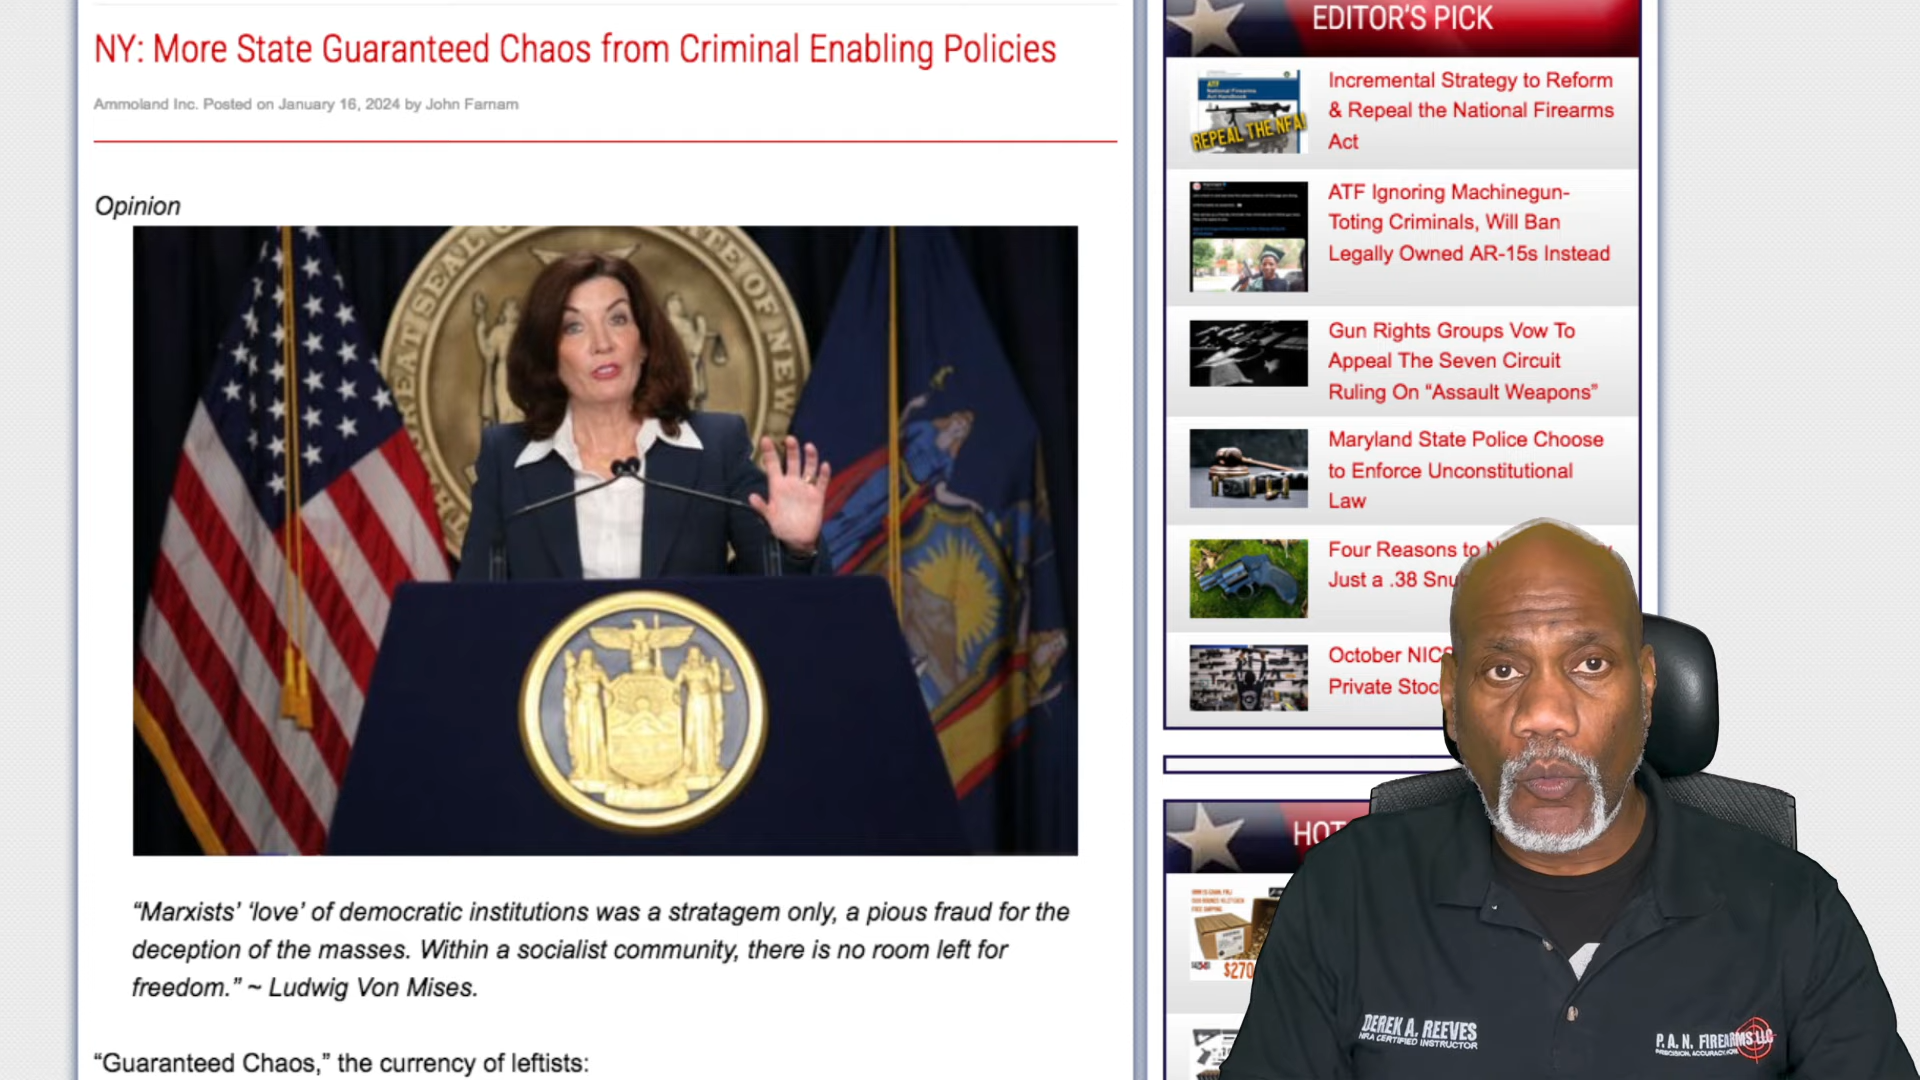 NY: More State Guaranteed Chaos from Criminal Enabling Policies
Ammoland Inc. Posted on January 16, 2024 by John Farnam
Opinion
“Marxists’ ‘love’ of democratic institutions was a stratagem only, a pious fraud for the
deception of the masses. Within a socialist community, there is no room left for
freedom.” ~ Ludwig Von Mises.
“Guaranteed Chaos,” the currency of leftists:
EDITOR’S PICK
ATF
National Firearms
Act Handbook
REPEAL THE NFA!
Incremental Strategy to Reform
& Repeal the National Firearms
Act
ATF Ignoring Machinegun-
Toting Criminals, Will Ban
Legally Owned AR-15s Instead
Gun Rights Groups Vow To
Appeal The Seven Circuit
Ruling On “Assault Weapons”
Maryland State Police Choose
to Enforce Unconstitutional
Law
Four Reasons to
Just a .38
October NICS
Private
$270
DEREK A. REEVES
NRA CERTIFIED INSTRUCTOR
P.A.N. FIREARMS LLC